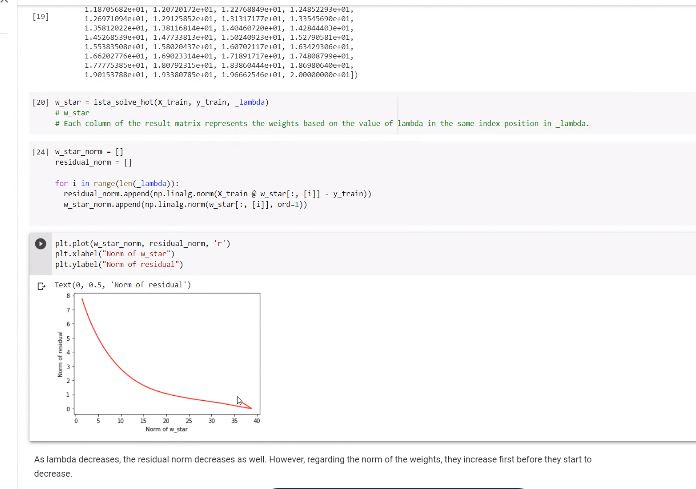 1.18705682e+01, 1.20720172e+01, 1.22768849e+01, 1.24852293e+01,
[19]
1.26971094e+01, 1.29125852e+01, 1.31317177e+01, 1.33545690e+01,
1.35812022e+01, 1.38116814e+01, 1.40460720e+01, 1.42844403e+01,
1.45268539e+01, 1.47733813e+01, 1.50240923e+01, 1.52790581e+01,
1.55383508e+01, 1.58020437e+01, 1.60702117e+01, 1.63429306e+01,
1.66202776e+01, 1.69023314e+01, 1.71891717e+01, 1.74808799e+01,
1.77775385e+01, 1.80792315e+01, 1.83860444e+01, 1.86980640e+01,
1.90153788e+01, 1.93380785e+01, 1.96662546e+01, 2.00000000e+01])
[20] w_star = ista_solve_hot(X_train, y_train, _lambda)
# w_star
# Each column of the result matrix represents the weights based on the value of lambda in the same index position in _lambda.
[24] w_star_norm = []
residual_norm = []
for i in range(len(_lambda)):
residual_norm.append(np.linalg.norm(X_train @ w_star[:, [i]] - y_train))
w_star_norm.append(np.linalg.norm(w_star[:, [i]], ord=1))
plt.plot(w_star_norm, residual_norm, 'r')
plt.xlabel("Norm of w_star")
plt.ylabel("Norm of residual")
Text(0, 0.5, 'Norm of residual')
8
7
6
5
4
3
2
1
0
Norm of residual
0 5 10 15 20 25 30 35 40
Norm of w_star
As lambda decreases, the residual norm decreases as well. However, regarding the norm of the weights, they increase first before they start to
decrease.